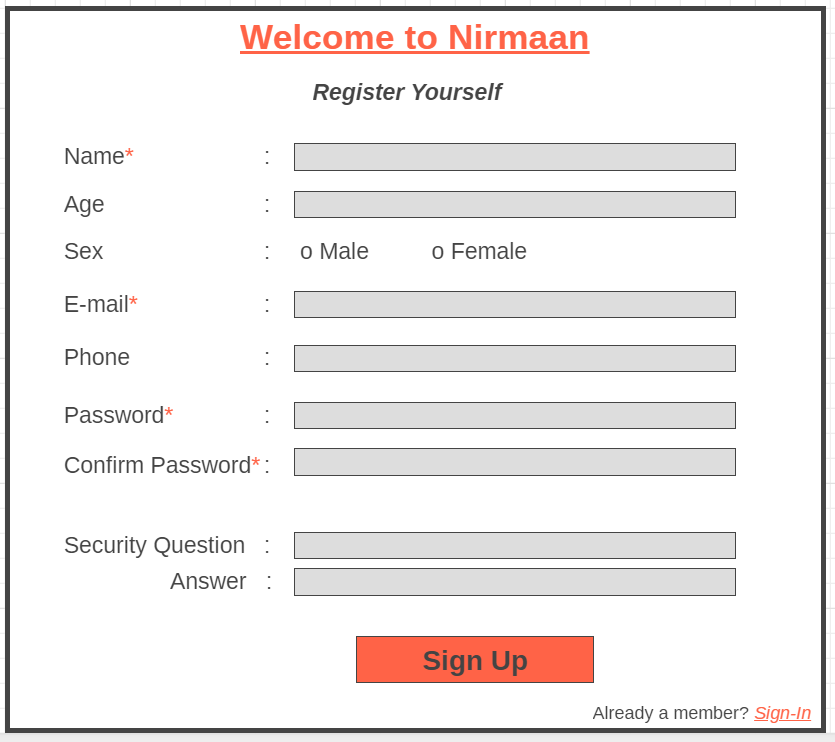 Welcome to Nirmaan
Register Yourself
Name* :
Age :
Sex : o Male o Female
E-mail* :
Phone :
Password* :
Confirm Password* :
Security Question :
Answer :
Sign Up
Already a member? Sign-In